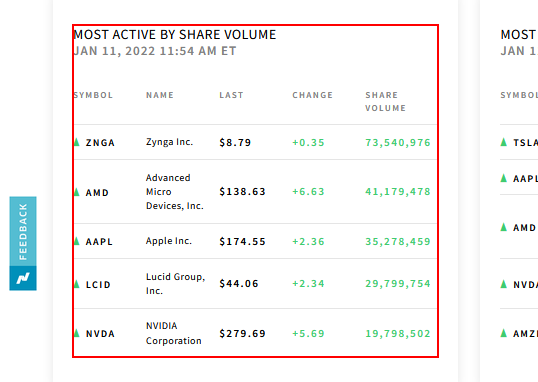 MOST ACTIVE BY SHARE VOLUME
JAN 11, 2022 11:54 AM ET
SYMBOL NAME LAST CHANGE SHARE VOLUME
ZNGA Zynga Inc. $8.79 +0.35 73,540,976
AMD Advanced Micro Devices, Inc. $138.63 +6.63 41,179,478
AAPL Apple Inc. $174.55 +2.36 35,278,459
LCID Lucid Group, Inc. $44.06 +2.34 29,799,754
NVDA NVIDIA Corporation $279.69 +5.69 19,798,502
FEEDBACK
MOST
JAN 1
SYMBOL
TSLA
AAPL
AMD
NVDA
AMZ